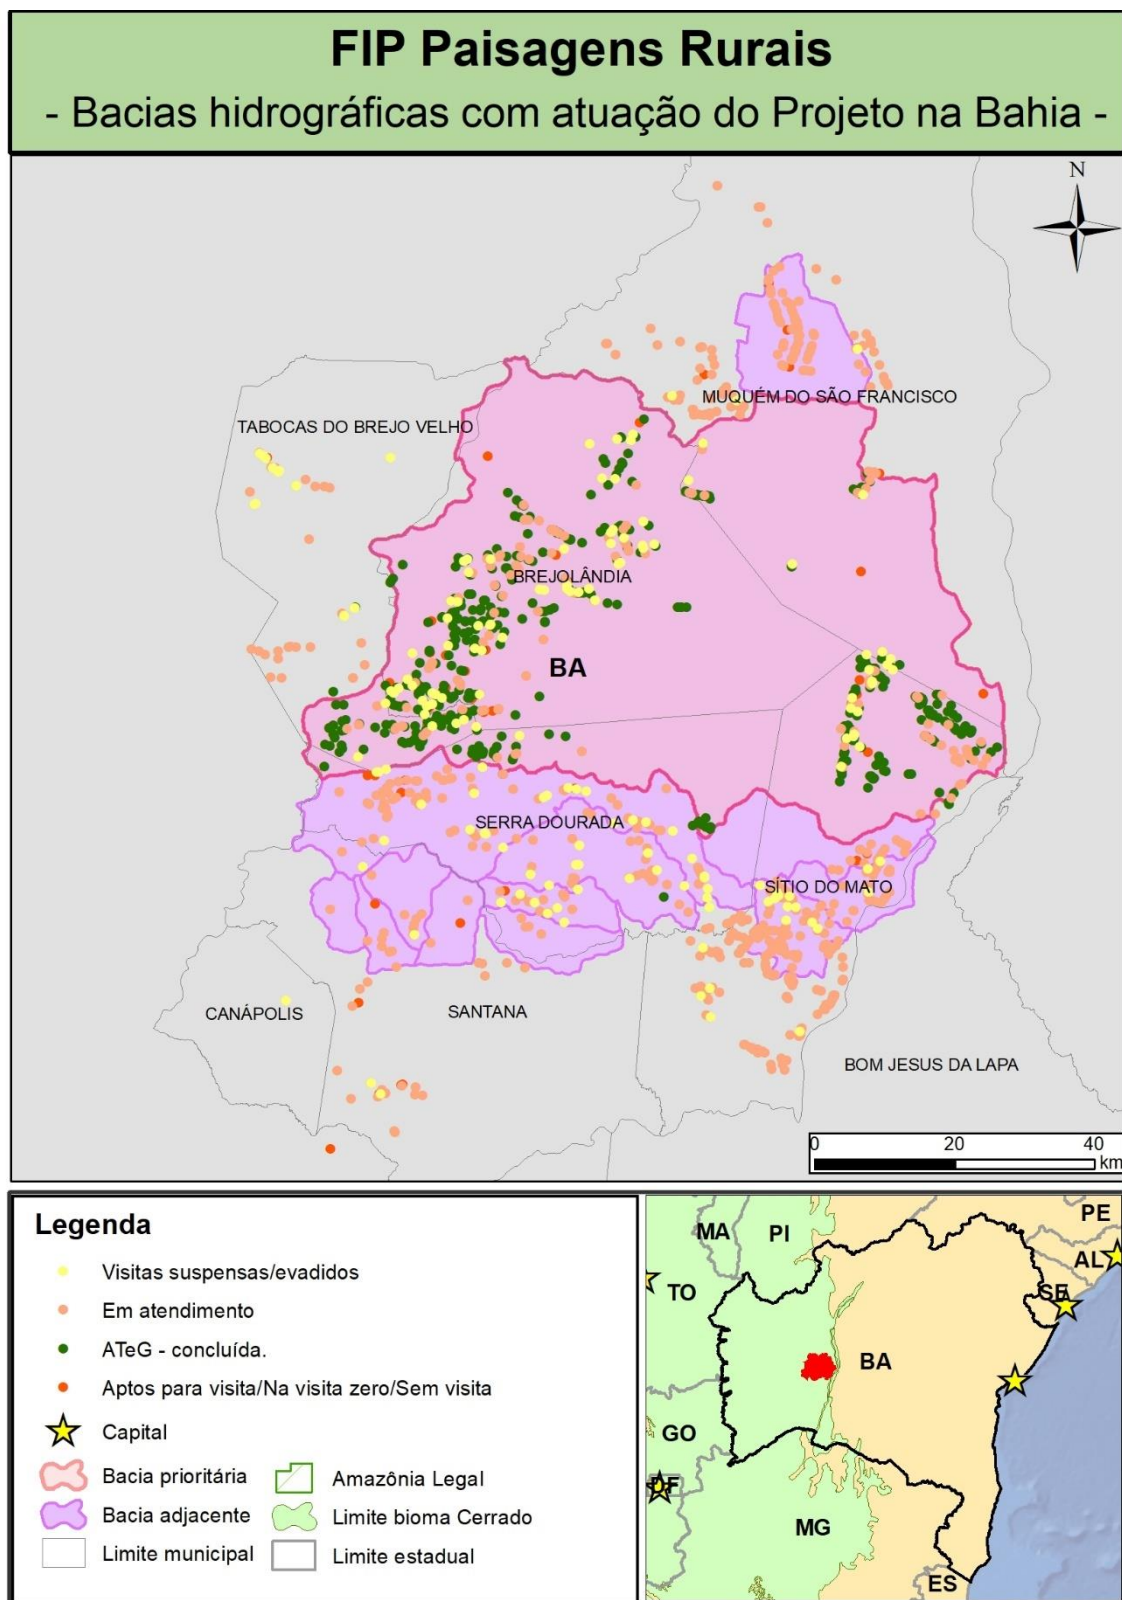 FIP Paisagens Rurais
- Bacias hidrográficas com atuação do Projeto na Bahia -
N
MUQUÉM DO SÃO FRANCISCO
TABOCAS DO BREJO VELHO
BREJOLÂNDIA
BA
SERRA DOURADA
SÍTIO DO MATO
CANÁPOLIS
SANTANA
BOM JESUS DA LAPA
0 20 40
km
Legenda
Visitas suspensas/evadidos
Em atendimento
ATeG - concluída.
Aptos para visita/Na visita zero/Sem visita
Capital
Bacia prioritária
Amazônia Legal
Bacia adjacente
Limite bioma Cerrado
Limite municipal
Limite estadual
PE
MA
PI
AL
TO
SE
BA
GO
DF
MG
ES